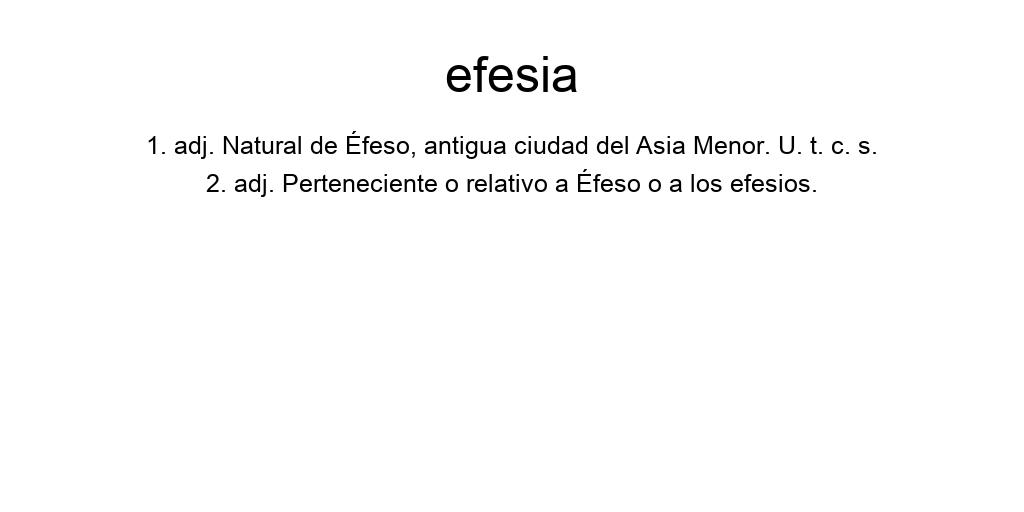 efesia
1. adj. Natural de Éfeso, antigua ciudad del Asia Menor. U. t. c. s.
2. adj. Perteneciente o relativo a Éfeso o a los efesios.